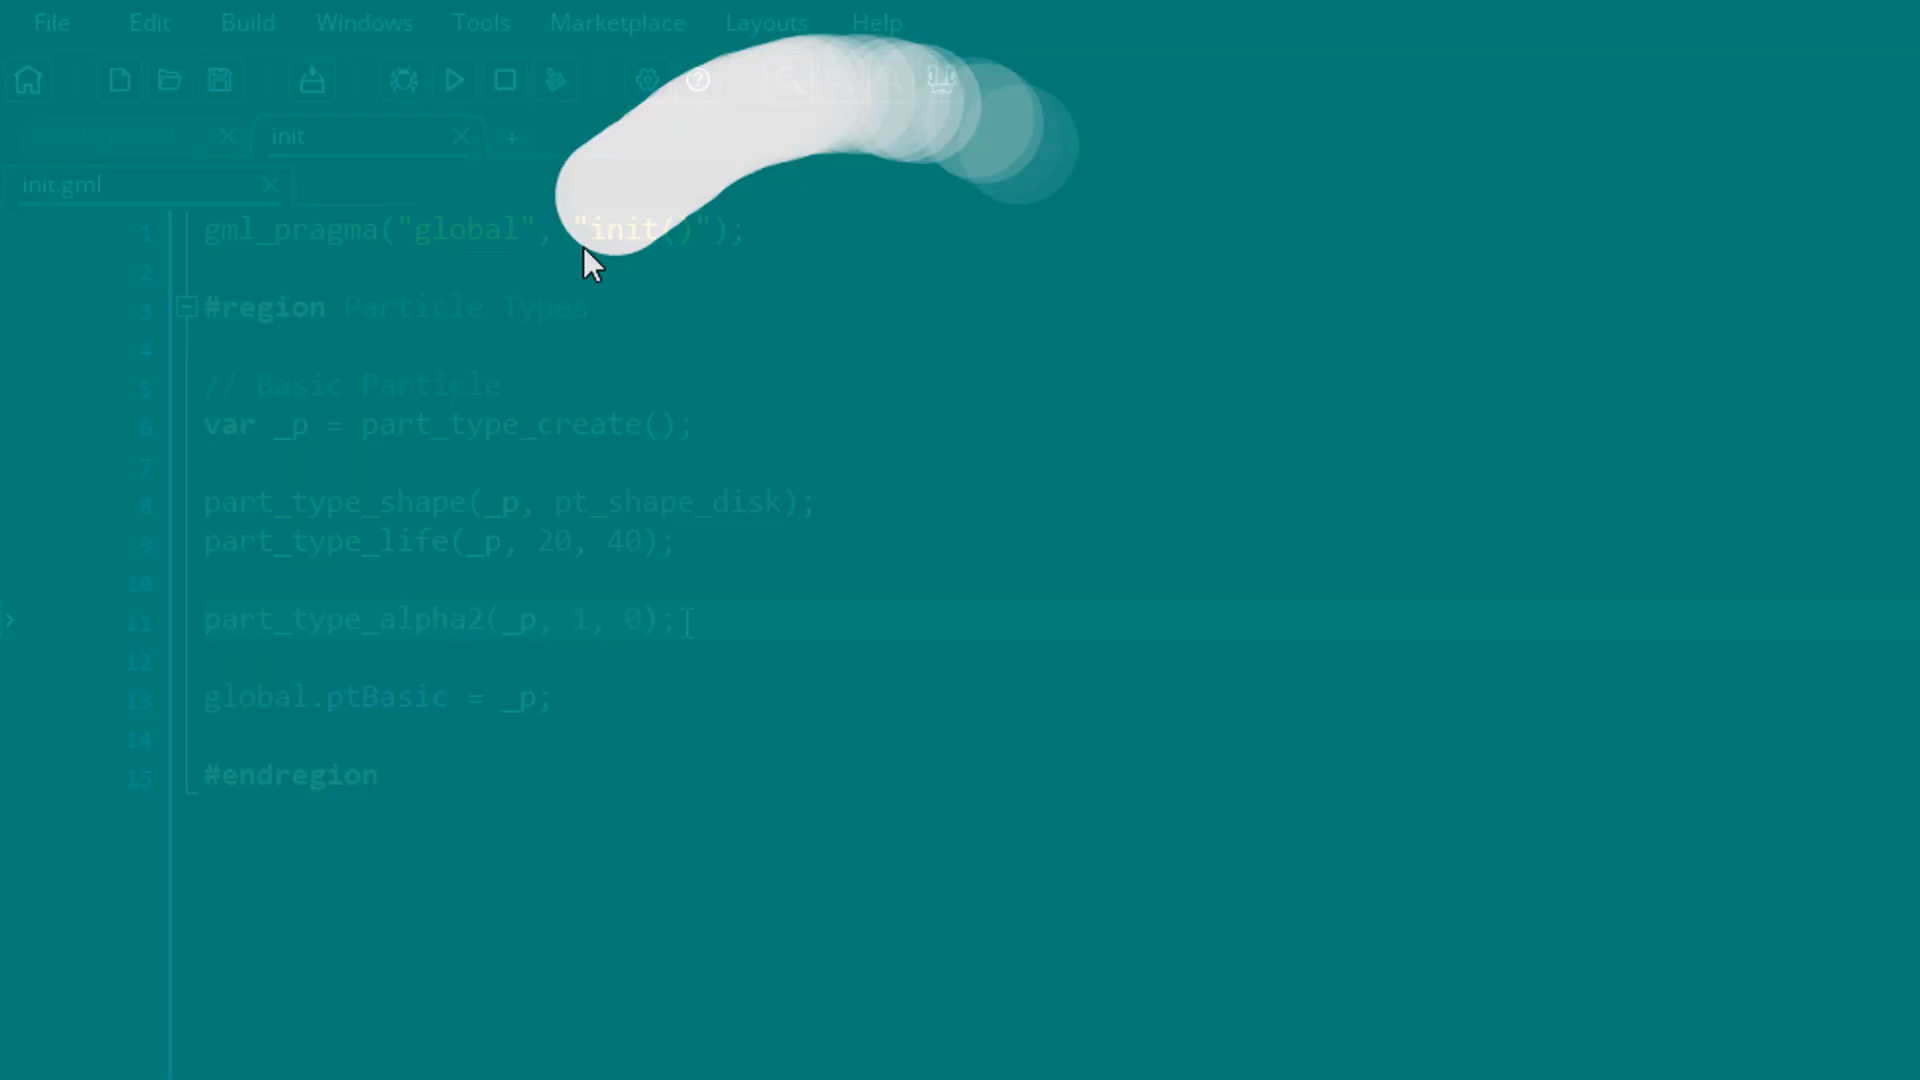 File Edit Build Windows Tools Marketplace Layouts Help
init
init.gml
1 gml_pragma("global", "init()");
2
3 #region Particle Types
4
5 // Basic Particle
6 var _p = part_type_create();
7
8 part_type_shape(_p, pt_shape_disk);
9 part_type_life(_p, 20, 40);
10
11 part_type_alpha2(_p, 1, 0);
12
13 global.ptBasic = _p;
14
15 #endregion